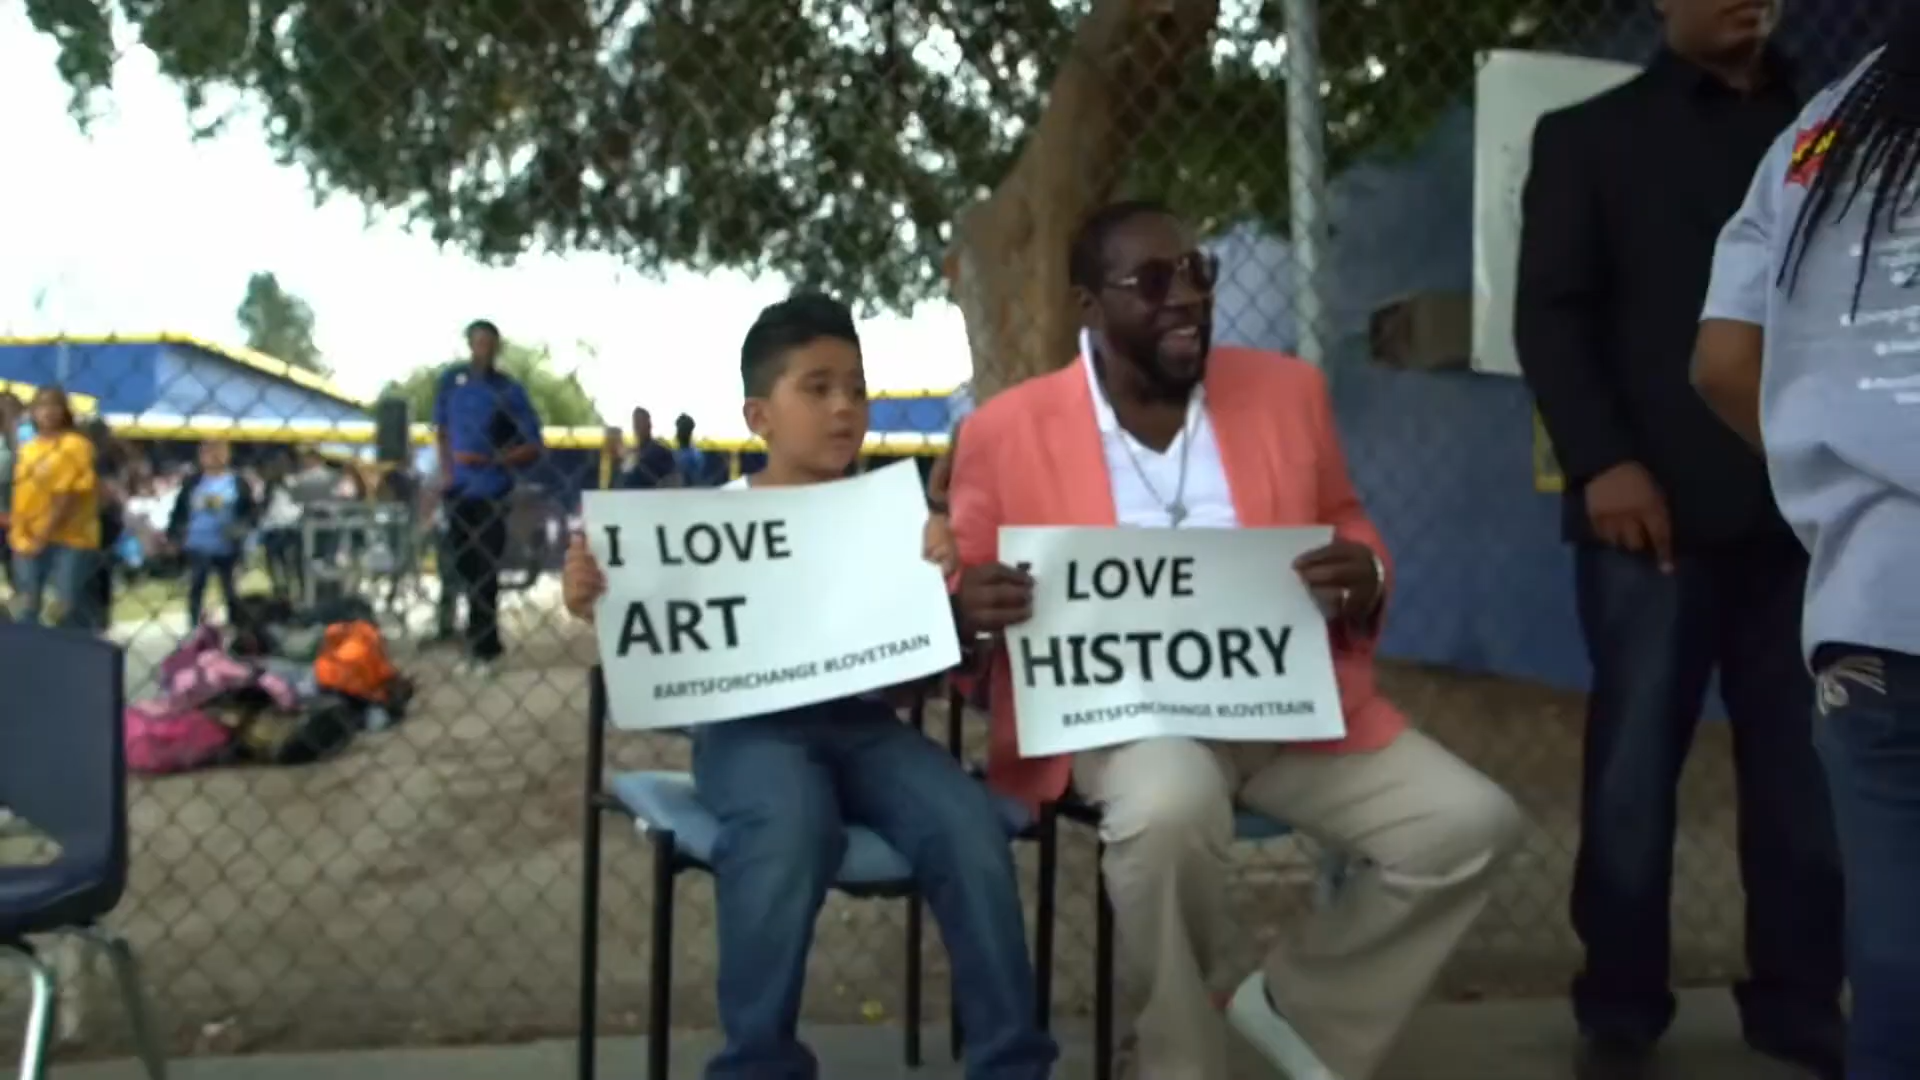 I LOVE
ART
#ARTSFORCHANGE #LOVETRAIN
I LOVE
HISTORY
#ARTSFORCHANGE #LOVETRAIN